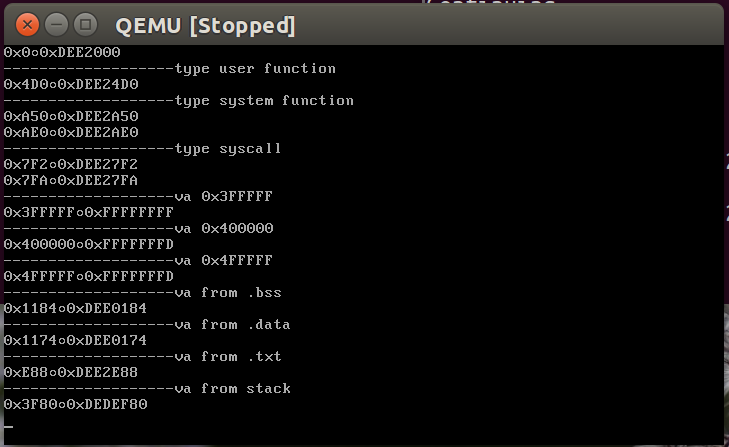 QEMU [Stopped]
0x0○0xDEE2000
-------------------type user function
0x4D0○0xDEE24D0
-------------------type system function
0xA50○0xDEE2A50
0xAE0○0xDEE2AE0
-------------------type syscall
0x7F2○0xDEE27F2
0x7FA○0xDEE27FA
-------------------va 0x3FFFFF
0x3FFFFF○0xFFFFFFFF
-------------------va 0x400000
0x400000○0xFFFFFFFD
-------------------va 0x4FFFFF
0x4FFFFF○0xFFFFFFFD
-------------------va from .bss
0x1184○0xDEE0184
-------------------va from .data
0x1174○0xDEE0174
-------------------va from .txt
0xE88○0xDEE2E88
-------------------va from stack
0x3F80○0xDEDEF80
_